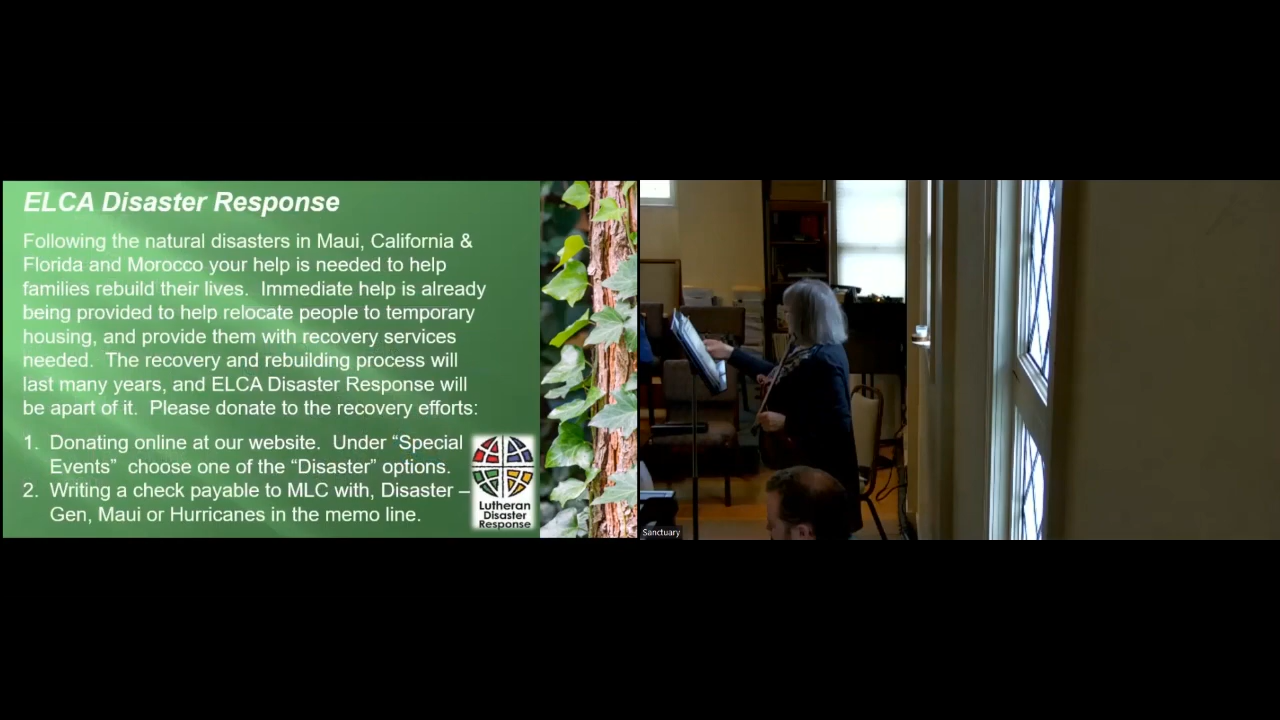 ELCA Disaster Response
Following the natural disasters in Maui, California &
Florida and Morocco your help is needed to help
families rebuild their lives.  Immediate help is already
being provided to help relocate people to temporary
housing, and provide them with recovery services
needed.  The recovery and rebuilding process will
last many years, and ELCA Disaster Response will
be apart of it.  Please donate to the recovery efforts:
1. Donating online at our website.  Under “Special
Events”  choose one of the “Disaster” options.
2. Writing a check payable to MLC with, Disaster –
Gen, Maui or Hurricanes in the memo line.
Lutheran
Disaster
Response
Sanctuary